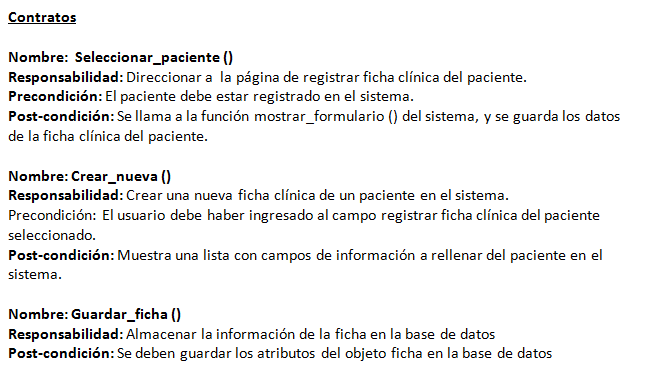 Contratos
Nombre: Seleccionar_paciente ()
Responsabilidad: Direccionar a la página de registrar ficha clínica del paciente.
Precondición: El paciente debe estar registrado en el sistema.
Post-condición: Se llama a la función mostrar_formulario () del sistema, y se guarda los datos
de la ficha clínica del paciente.
Nombre: Crear_nueva ()
Responsabilidad: Crear una nueva ficha clínica de un paciente en el sistema.
Precondición: El usuario debe haber ingresado al campo registrar ficha clínica del paciente
seleccionado.
Post-condición: Muestra una lista con campos de información a rellenar del paciente en el
sistema.
Nombre: Guardar_ficha ()
Responsabilidad: Almacenar la información de la ficha en la base de datos
Post-condición: Se deben guardar los atributos del objeto ficha en la base de datos